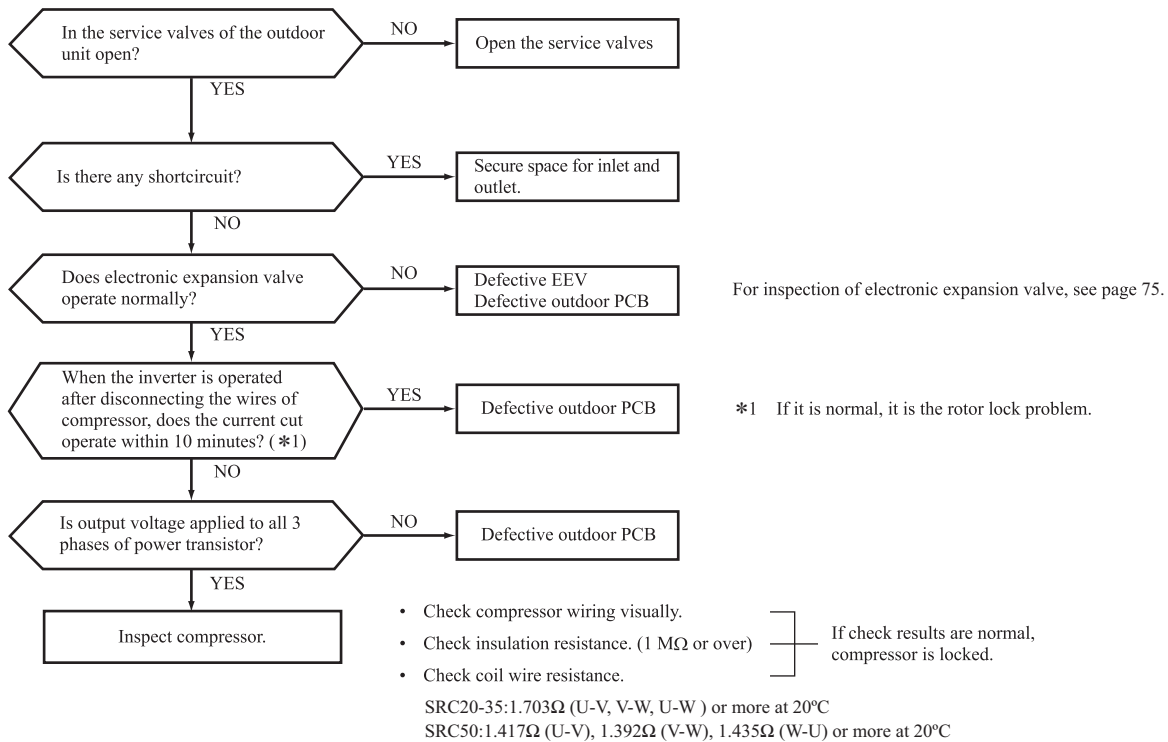 In the service valves of the outdoor
unit open?
NO
Open the service valves
YES
Is there any shortcircuit?
YES
Secure space for inlet and
outlet.
NO
Does electronic expansion valve
operate normally?
NO
Defective EEV
Defective outdoor PCB
For inspection of electronic expansion valve, see page 75.
YES
When the inverter is operated
after disconnecting the wires of
compressor, does the current cut
operate within 10 minutes? (∗1)
YES
Defective outdoor PCB
∗1 If it is normal, it is the rotor lock problem.
NO
Is output voltage applied to all 3
phases of power transistor?
NO
Defective outdoor PCB
YES
Inspect compressor.
• Check compressor wiring visually.
• Check insulation resistance. (1 MΩ or over)
• Check coil wire resistance.
If check results are normal,
compressor is locked.
SRC20-35:1.703Ω (U-V, V-W, U-W ) or more at 20ºC
SRC50:1.417Ω (U-V), 1.392Ω (V-W), 1.435Ω (W-U) or more at 20ºC